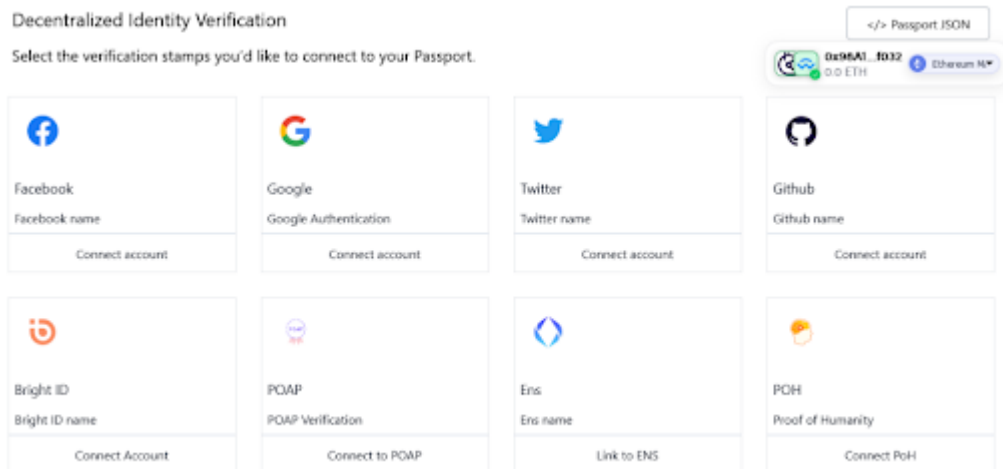 Decentralized Identity Verification
</> Passport JSON
Select the verification stamps you'd like to connect to your Passport.
0x96A1...f032
0.0 ETH
Ethereum
Facebook
Facebook name
Connect account
Google
Google Authentication
Connect account
Twitter
Twitter name
Connect account
Github
Github name
Connect account
Bright ID
Bright ID name
Connect Account
POAP
POAP Verification
Connect to POAP
Ens
Ens name
Link to ENS
POH
Proof of Humanity
Connect PoH